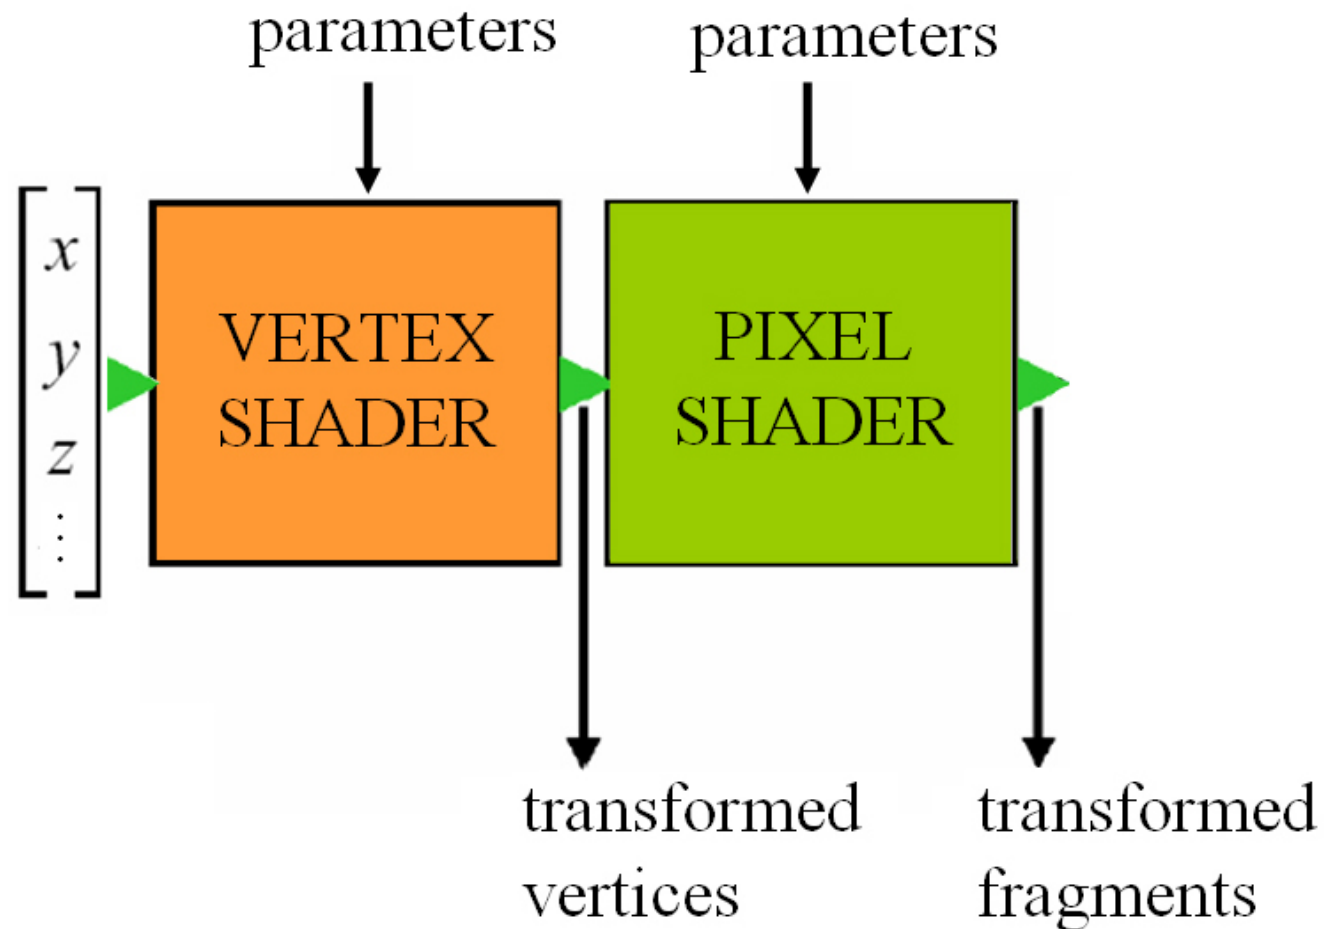 parameters
parameters
x
y
z
⋮
VERTEX
SHADER
PIXEL
SHADER
transformed
vertices
transformed
fragments